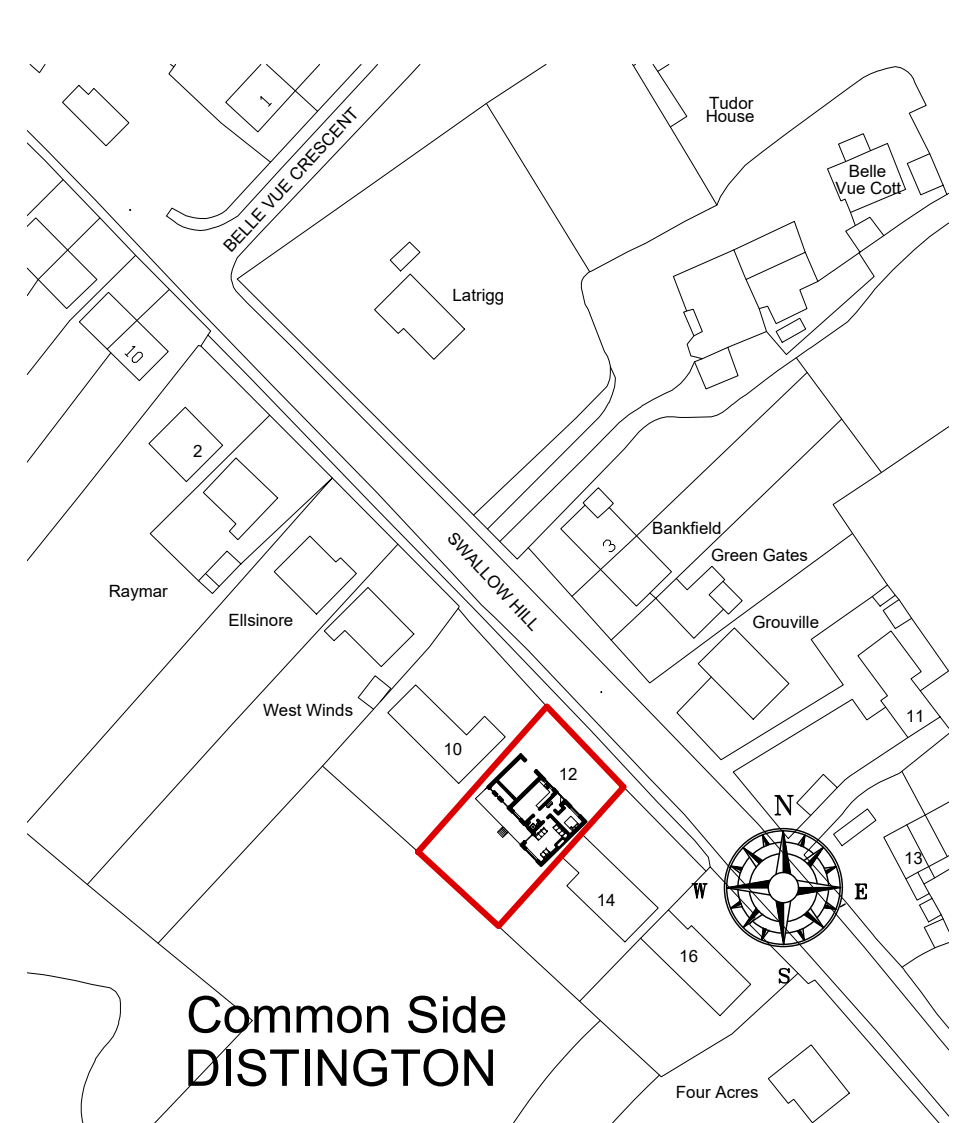 1
BELLE VUE CRESCENT
Tudor
House
Belle
Vue Cott
Latrigg
10
2
Raymar
Ellsinore
West Winds
SWALLOW HILL
3
Bankfield
Green Gates
Grouville
11
10
12
N
W
E
S
13
14
16
Four Acres
Common Side
DISTINGTON